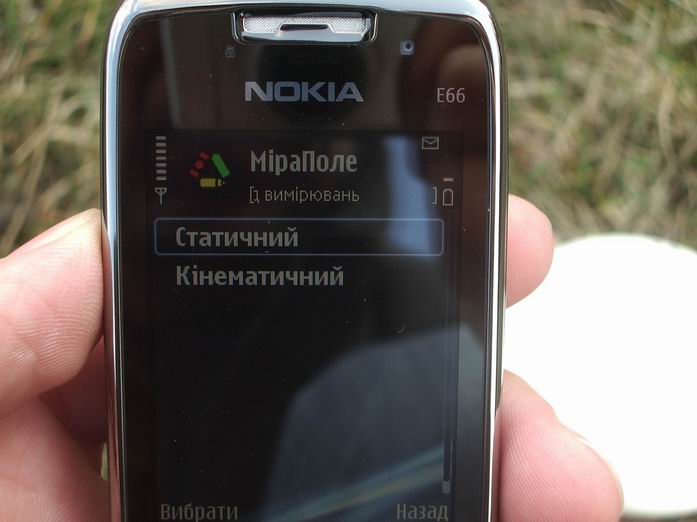 NOKIA
E66
МіраПоле
[д вимірювань ]
Статичний
Кінематичний
Вибрати Назад